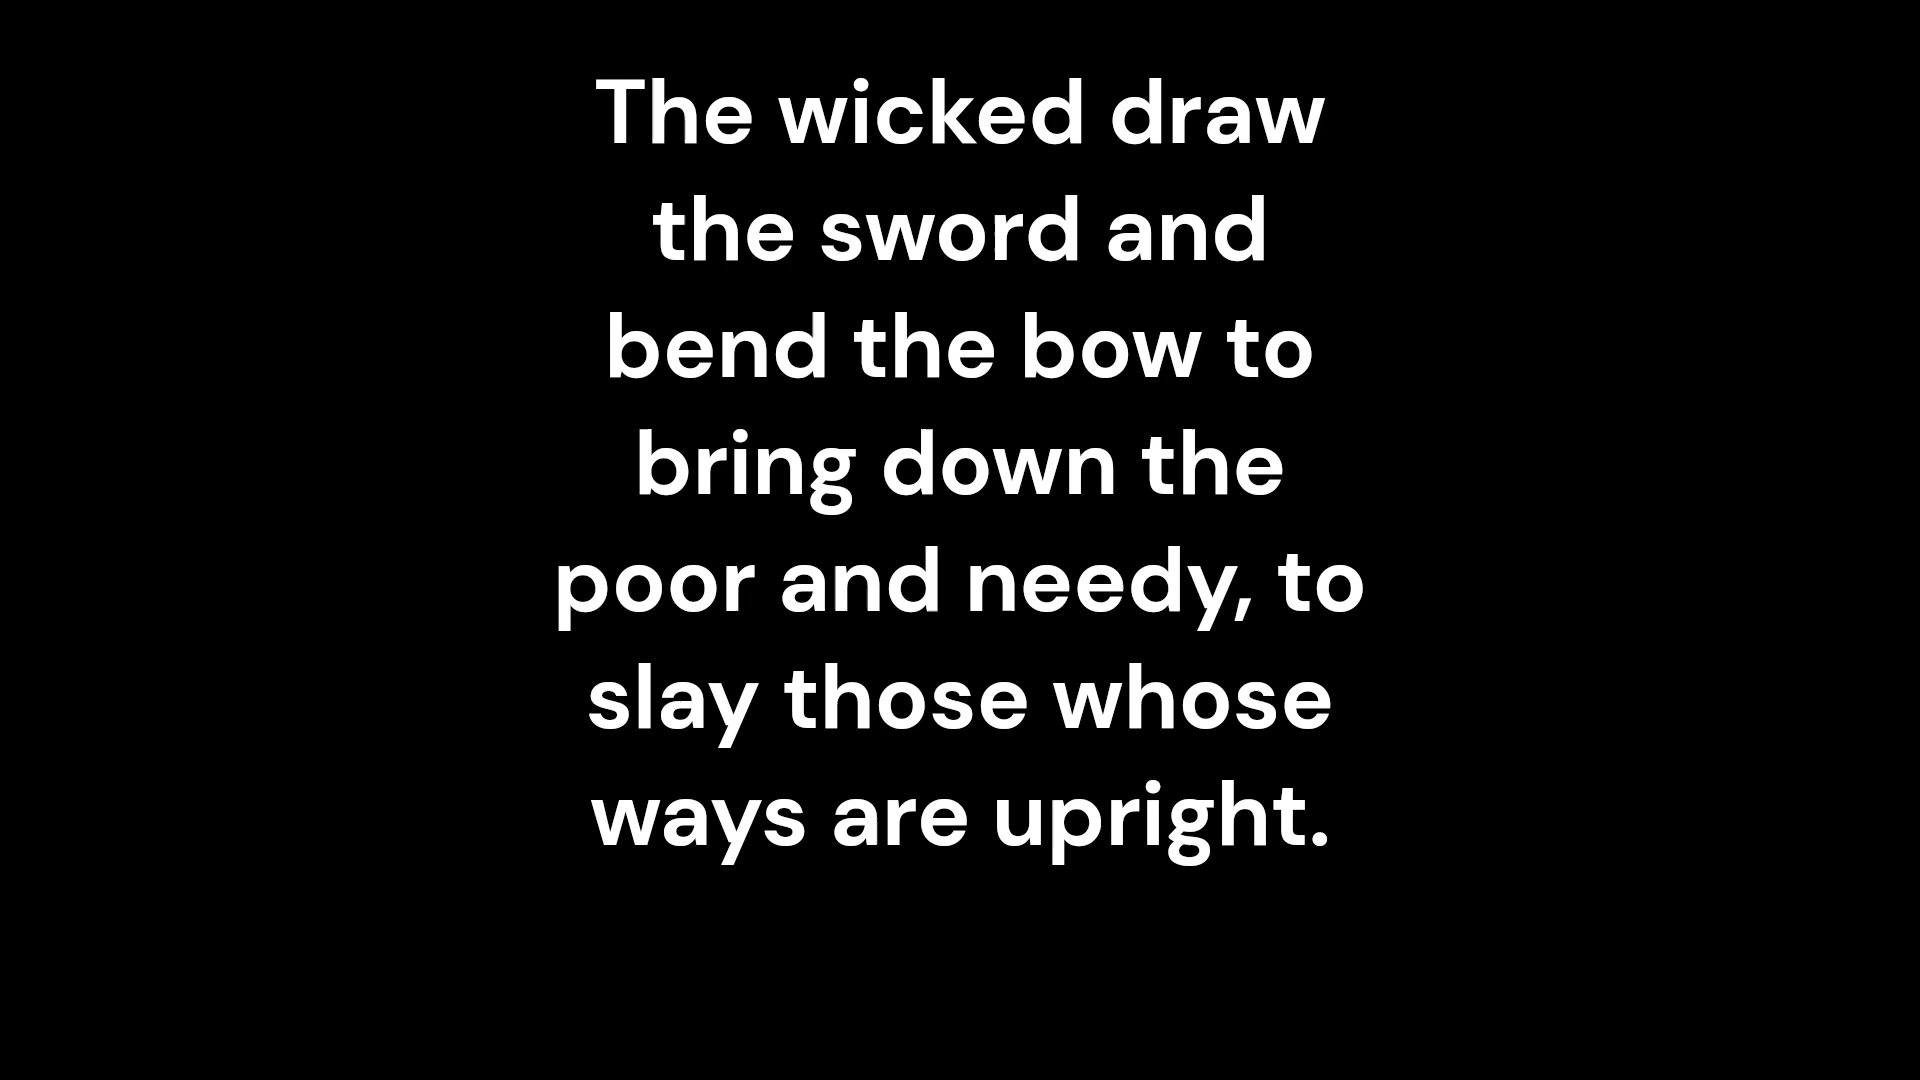 The wicked draw
the sword and
bend the bow to
bring down the
poor and needy, to
slay those whose
ways are upright.